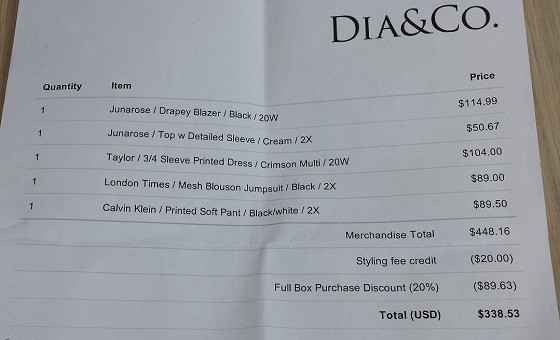 DIA&CO.
Quantity Item Price
1 Junarose / Drapey Blazer / Black / 20W $114.99
1 Junarose / Top w Detailed Sleeve / Cream / 2X $50.67
1 Taylor / 3/4 Sleeve Printed Dress / Crimson Multi / 20W $104.00
1 London Times / Mesh Blouson Jumpsuit / Black / 2X $89.00
1 Calvin Klein / Printed Soft Pant / Black/white / 2X $89.50
Merchandise Total $448.16
Styling fee credit ($20.00)
Full Box Purchase Discount (20%) ($89.63)
Total (USD) $338.53